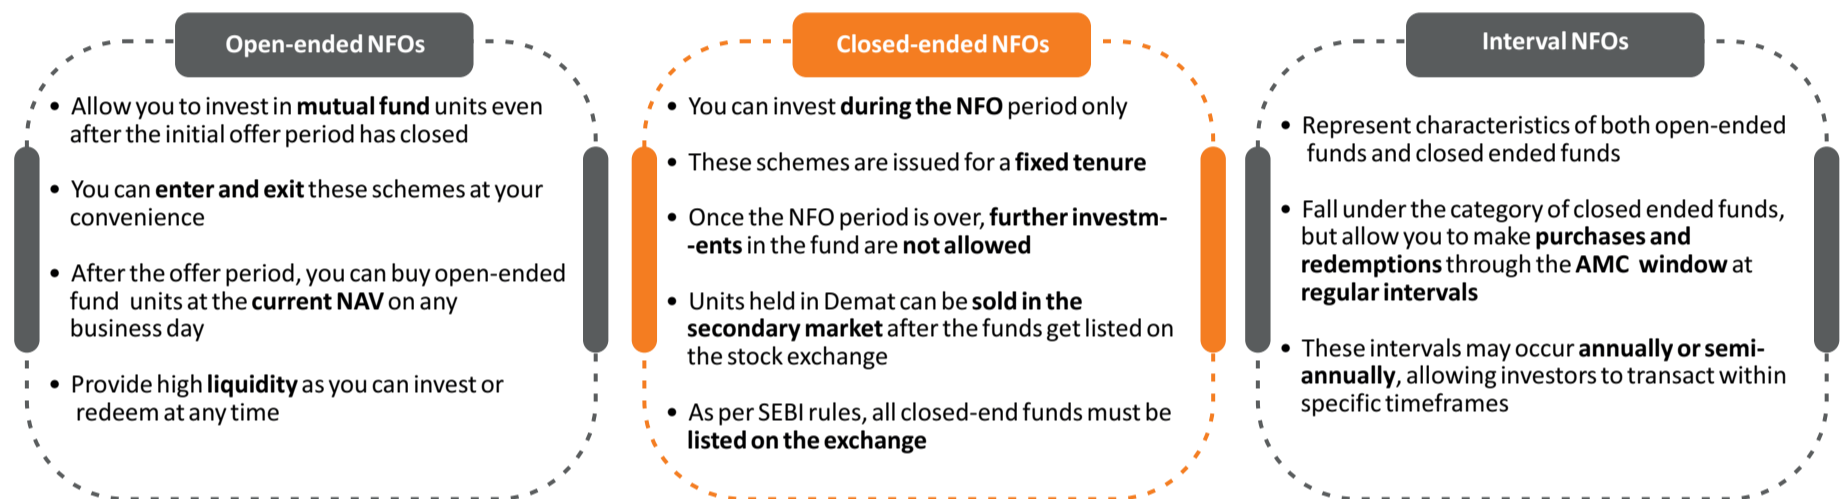 Open-ended NFOs
• Allow you to invest in mutual fund units even
after the initial offer period has closed
• You can enter and exit these schemes at your
convenience
• After the offer period, you can buy open-ended
fund units at the current NAV on any
business day
• Provide high liquidity as you can invest or
redeem at any time
Closed-ended NFOs
• You can invest during the NFO period only
• These schemes are issued for a fixed tenure
• Once the NFO period is over, further investm-
-ents in the fund are not allowed
• Units held in Demat can be sold in the
secondary market after the funds get listed on
the stock exchange
• As per SEBI rules, all closed-end funds must be
listed on the exchange
Interval NFOs
• Represent characteristics of both open-ended
funds and closed ended funds
• Fall under the category of closed ended funds,
but allow you to make purchases and
redemptions through the AMC window at
regular intervals
• These intervals may occur annually or semi-
annually, allowing investors to transact within
specific timeframes